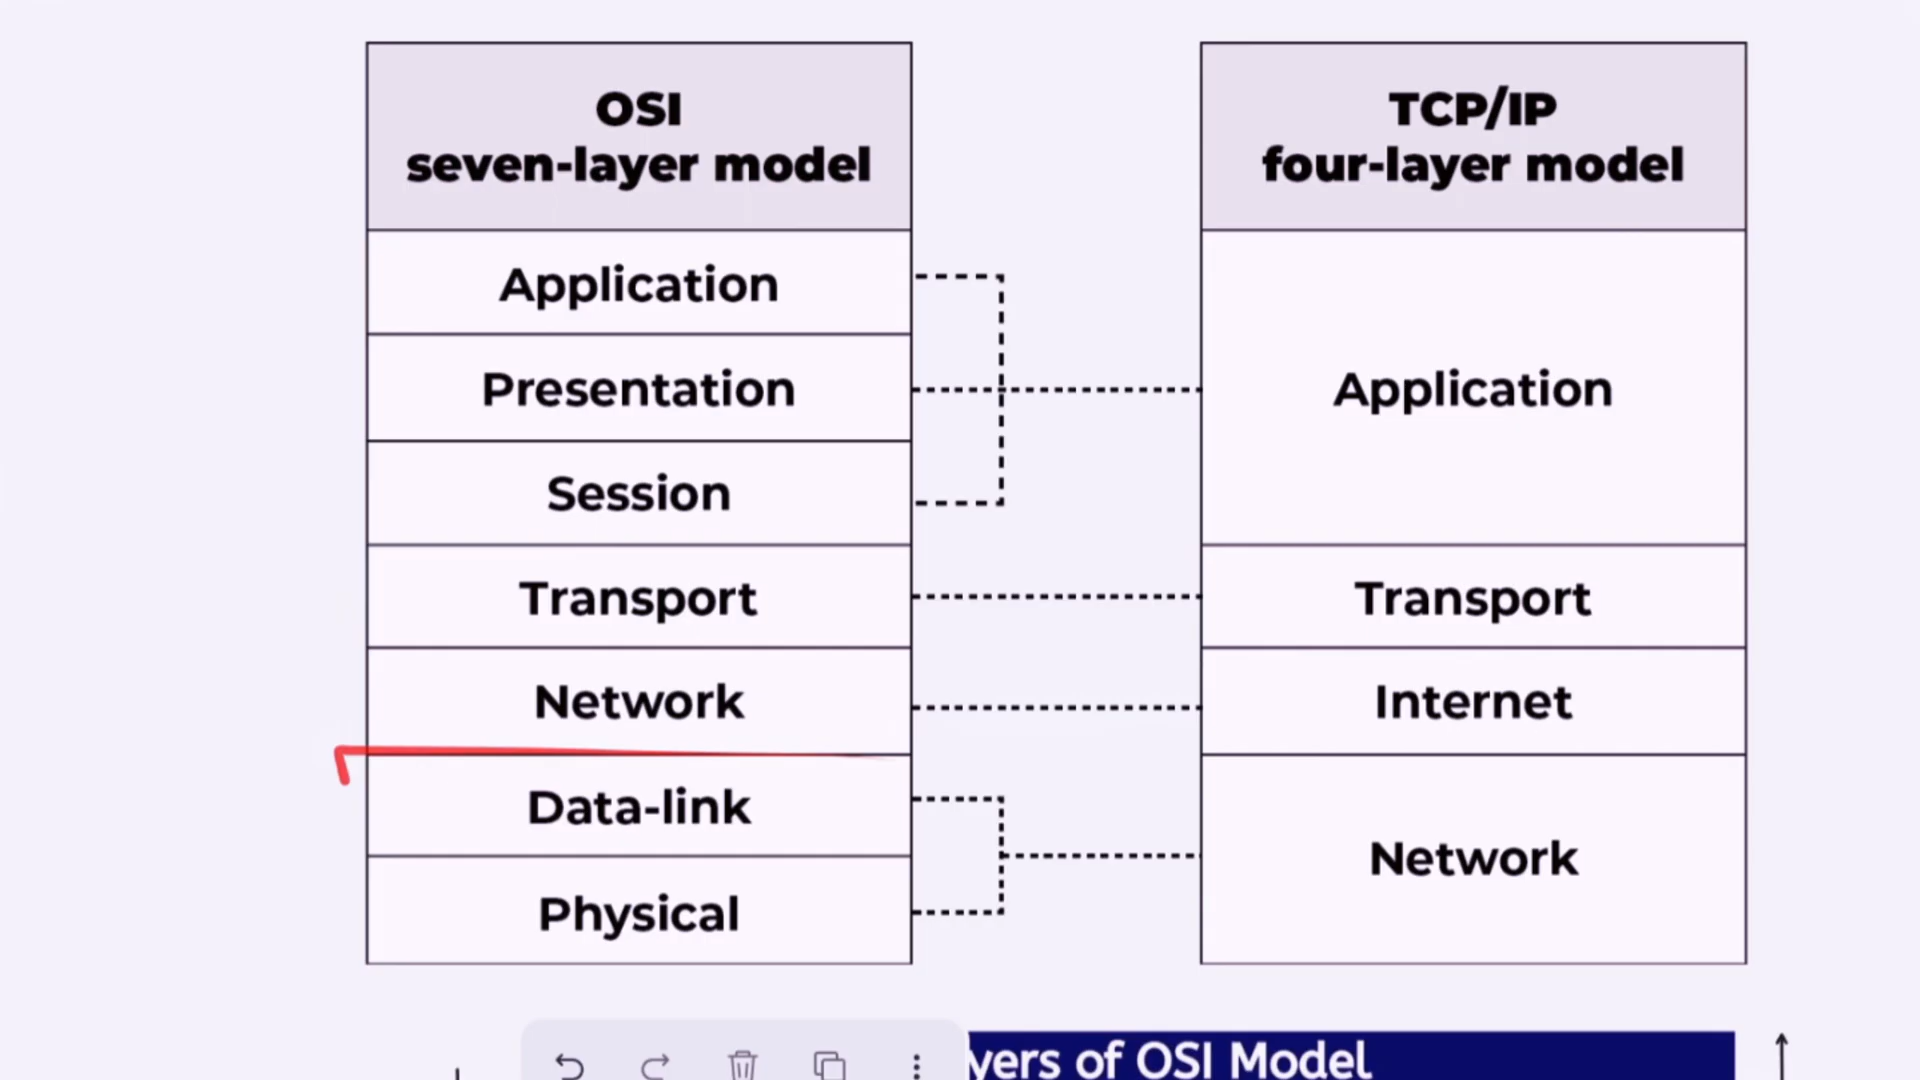 OSI
seven-layer model
Application
Presentation
Session
Transport
Network
Data-link
Physical
TCP/IP
four-layer model
Application
Transport
Internet
Network
yers of OSI Model